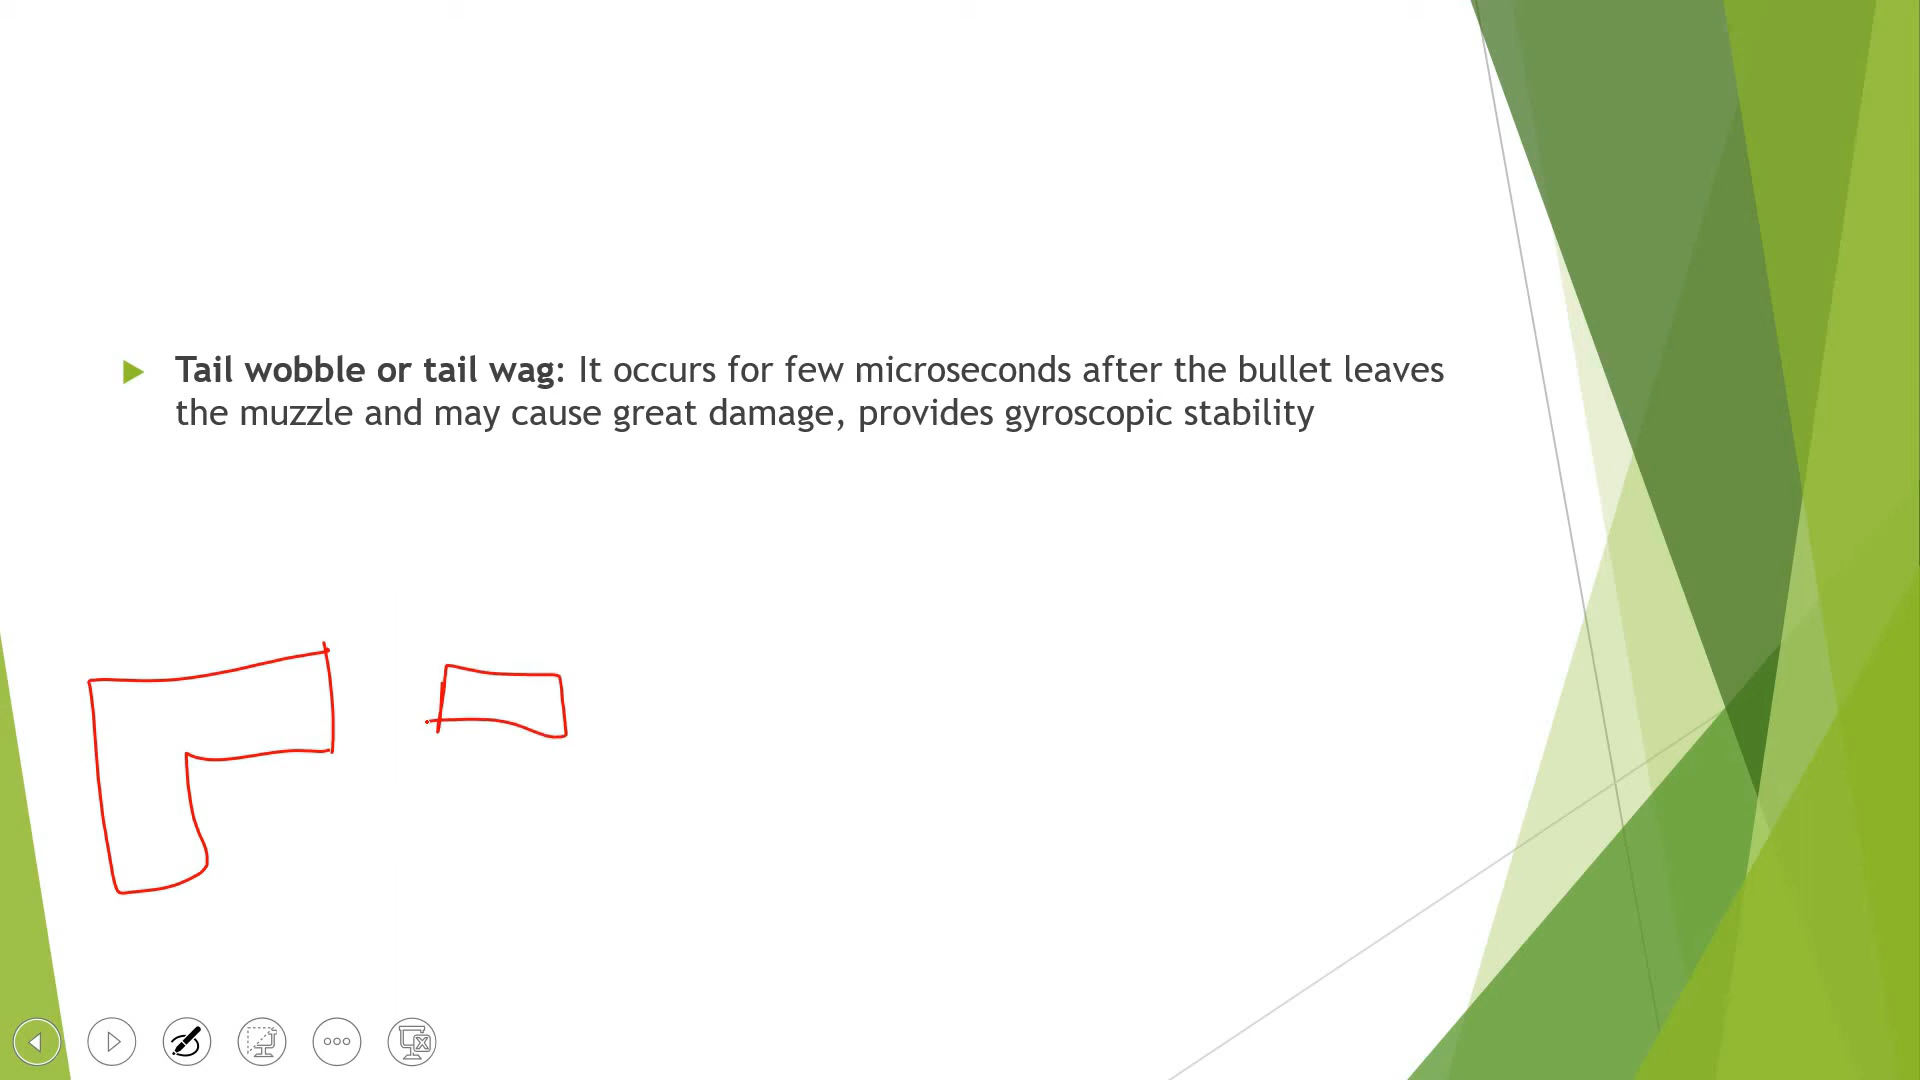 Tail wobble or tail wag: It occurs for few microseconds after the bullet leaves
the muzzle and may cause great damage, provides gyroscopic stability